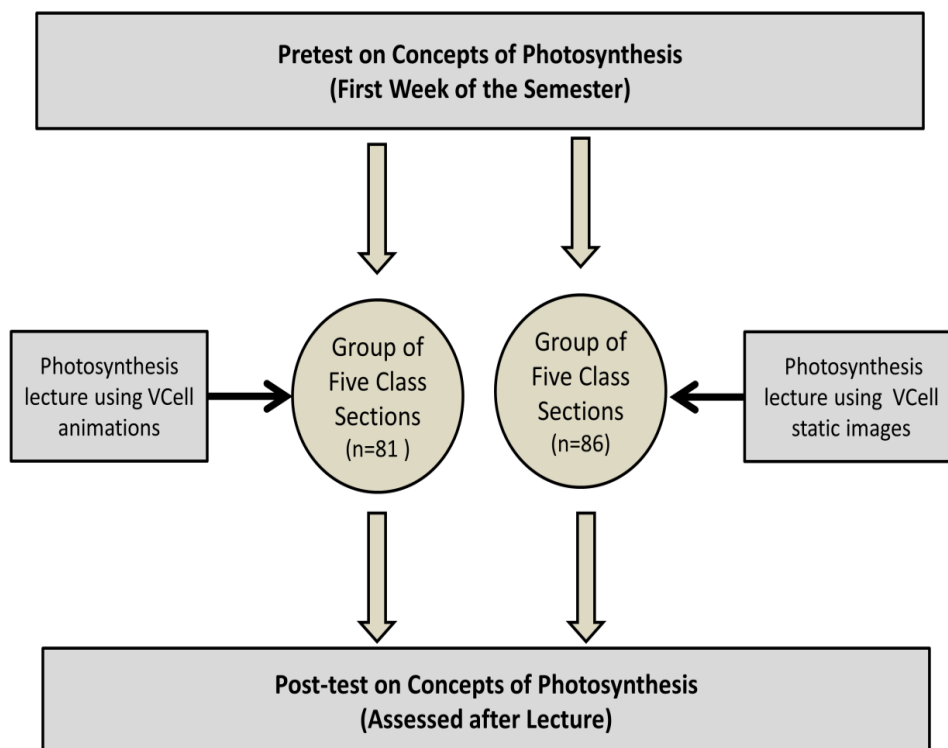 Pretest on Concepts of Photosynthesis
(First Week of the Semester)
Photosynthesis
lecture using VCell
animations
Group of
Five Class
Sections
(n=81 )
Group of
Five Class
Sections
(n=86)
Photosynthesis
lecture using VCell
static images
Post-test on Concepts of Photosynthesis
(Assessed after Lecture)